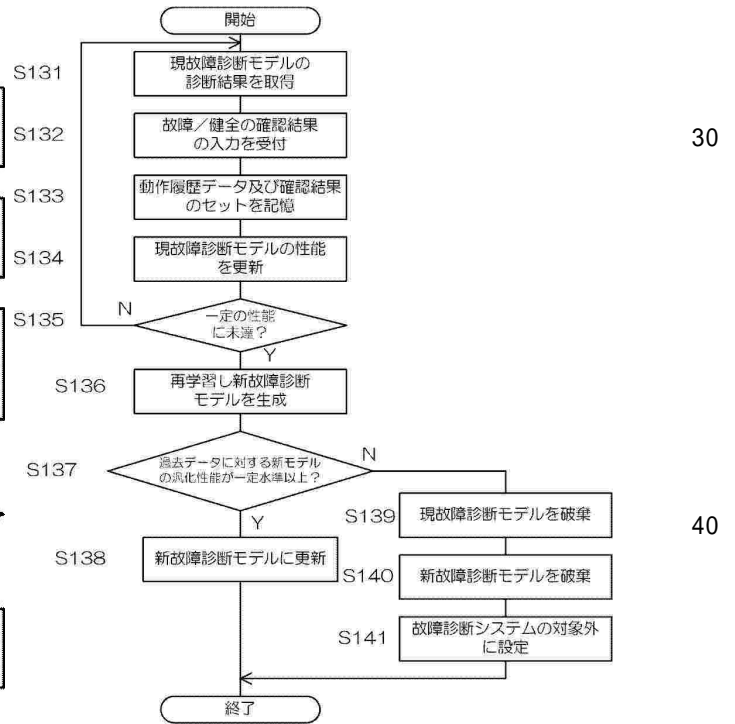 開始
S131
現故障診断モデルの
診断結果を取得
S132
故障／健全の確認結果
の入力を受付
30
S133
動作履歴データ及び確認結果
のセットを記憶
S134
現故障診断モデルの性能
を更新
S135
N
一定の性能
に未達？
Y
S136
再学習し新故障診断
モデルを生成
S137
過去データに対する新モデル
の汎化性能が一定水準以上？
N
Y
S138
新故障診断モデルに更新
S139
現故障診断モデルを破棄
40
S140
新故障診断モデルを破棄
S141
故障診断システムの対象外
に設定
終了